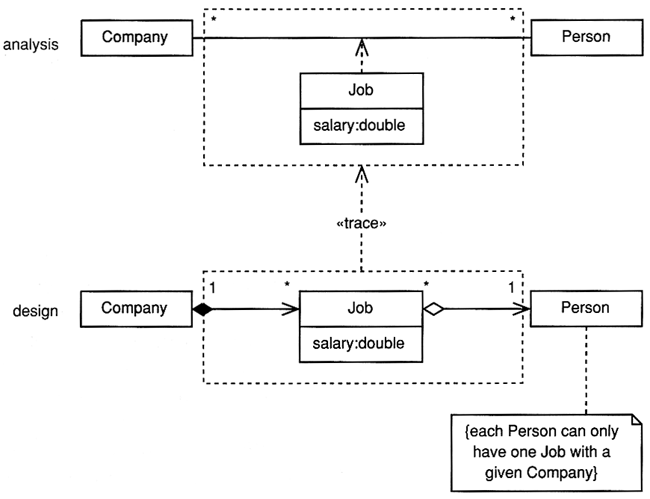 analysis
Company
*
*
Person
Job
salary:double
«trace»
design
Company
1
*
Job
*
1
Person
salary:double
{each Person can only
have one Job with a
given Company}